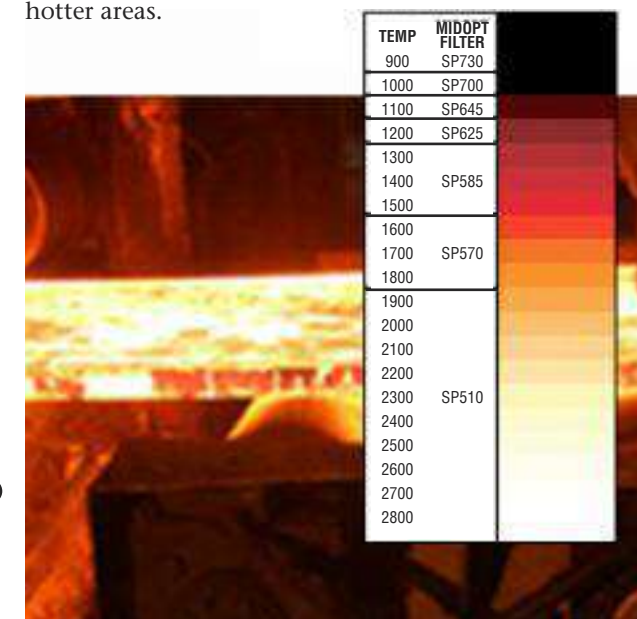 hotter areas.
TEMP MIDOPT FILTER
900 SP730
1000 SP700
1100 SP645
1200 SP625
1300
1400 SP585
1500
1600
1700 SP570
1800
1900
2000
2100
2200
2300 SP510
2400
2500
2600
2700
2800
)